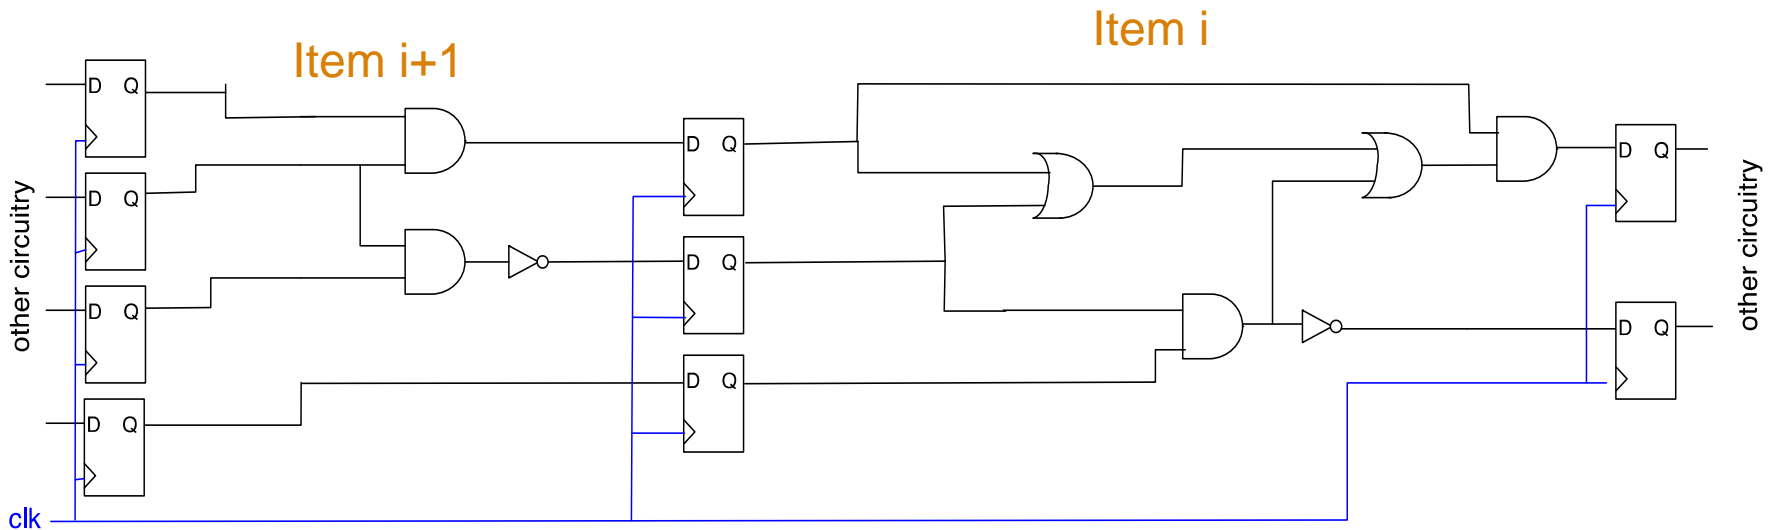 Item i+1
Item i
D Q
D Q
D Q
D Q
D Q
D Q
D Q
D Q
D Q
other circuitry
other circuitry
clk